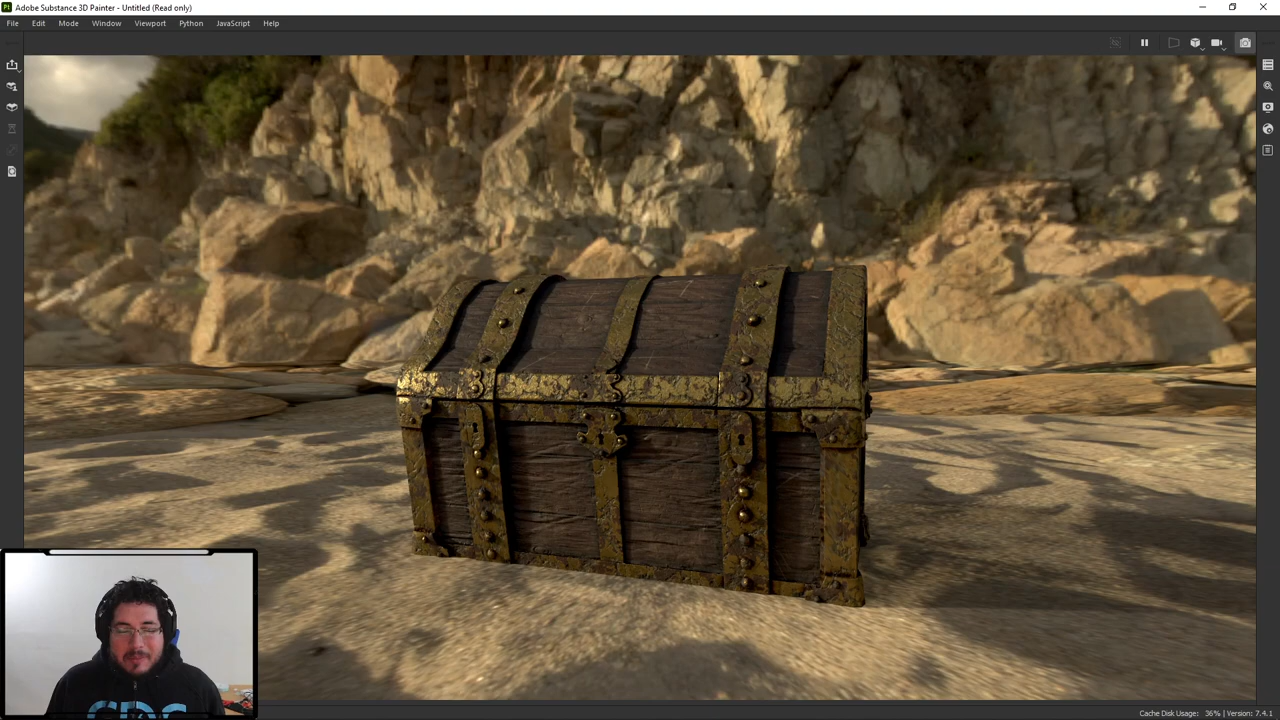 Pt Adobe Substance 3D Painter - Untitled (Read only)
File Edit Mode Window Viewport Python JavaScript Help
Cache Disk Usage: 36% | Version: 7.4.1